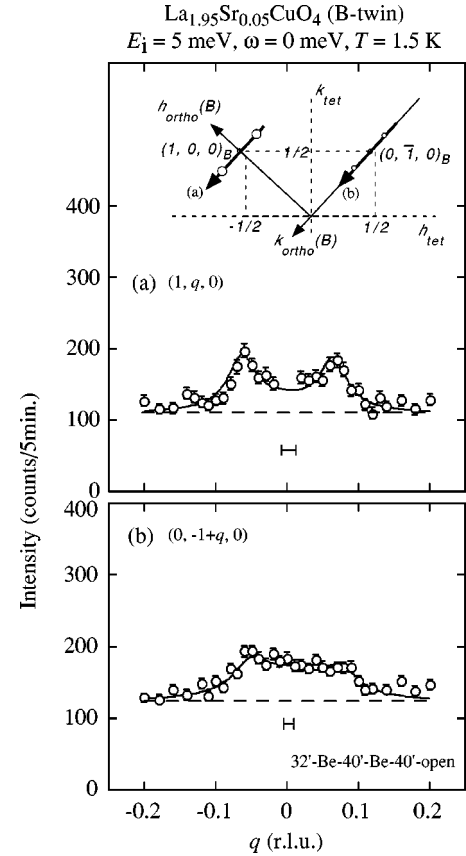 La1.95Sr0.05CuO4 (B-twin)
Ei = 5 meV, ω = 0 meV, T = 1.5 K
hortho(B)
ktet
(1, 0, 0)B
1/2
(0, 1̅, 0)B
(a)
(b)
-1/2
kortho(B)
1/2
htet
400
300
200
100
0
(a) (1, q, 0)
Intensity (counts/5min.)
400
300
200
100
0
(b) (0, -1+q, 0)
32'-Be-40'-Be-40'-open
-0.2 -0.1 0 0.1 0.2
q (r.l.u.)